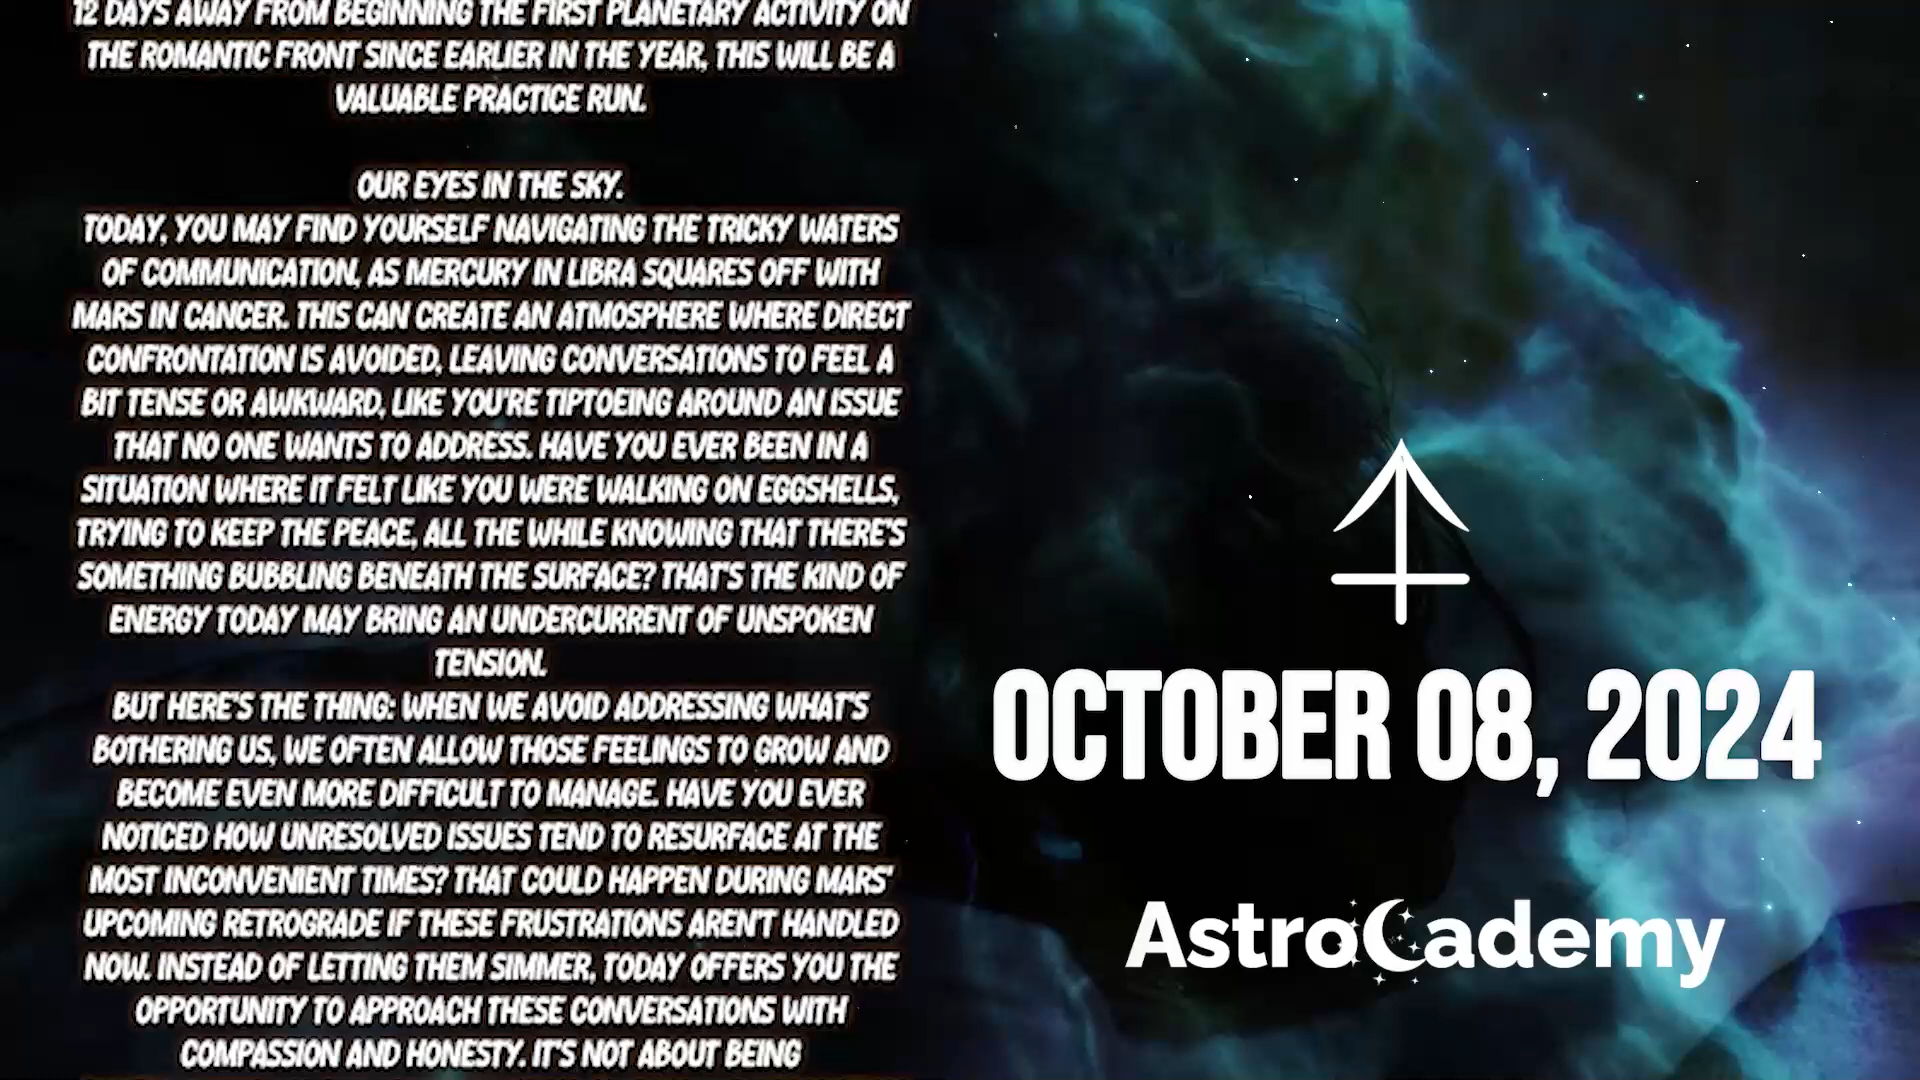 12 DAYS AWAY FROM BEGINNING THE FIRST PLANETARY ACTIVITY ON
THE ROMANTIC FRONT SINCE EARLIER IN THE YEAR, THIS WILL BE A
VALUABLE PRACTICE RUN.
OUR EYES IN THE SKY.
TODAY, YOU MAY FIND YOURSELF NAVIGATING THE TRICKY WATERS
OF COMMUNICATION, AS MERCURY IN LIBRA SQUARES OFF WITH
MARS IN CANCER. THIS CAN CREATE AN ATMOSPHERE WHERE DIRECT
CONFRONTATION IS AVOIDED, LEAVING CONVERSATIONS TO FEEL A
BIT TENSE OR AWKWARD, LIKE YOU'RE TIPTOEING AROUND AN ISSUE
THAT NO ONE WANTS TO ADDRESS. HAVE YOU EVER BEEN IN A
SITUATION WHERE IT FELT LIKE YOU WERE WALKING ON EGGSHELLS,
TRYING TO KEEP THE PEACE, ALL THE WHILE KNOWING THAT THERE'S
SOMETHING BUBBLING BENEATH THE SURFACE? THAT'S THE KIND OF
ENERGY TODAY MAY BRING AN UNDERCURRENT OF UNSPOKEN
TENSION.
BUT HERE'S THE THING: WHEN WE AVOID ADDRESSING WHAT'S
BOTHERING US, WE OFTEN ALLOW THOSE FEELINGS TO GROW AND
BECOME EVEN MORE DIFFICULT TO MANAGE. HAVE YOU EVER
NOTICED HOW UNRESOLVED ISSUES TEND TO RESURFACE AT THE
MOST INCONVENIENT TIMES? THAT COULD HAPPEN DURING MARS'
UPCOMING RETROGRADE IF THESE FRUSTRATIONS AREN'T HANDLED
NOW. INSTEAD OF LETTING THEM SIMMER, TODAY OFFERS YOU THE
OPPORTUNITY TO APPROACH THESE CONVERSATIONS WITH
COMPASSION AND HONESTY. IT'S NOT ABOUT BEING
OCTOBER 08, 2024
AstroCademy